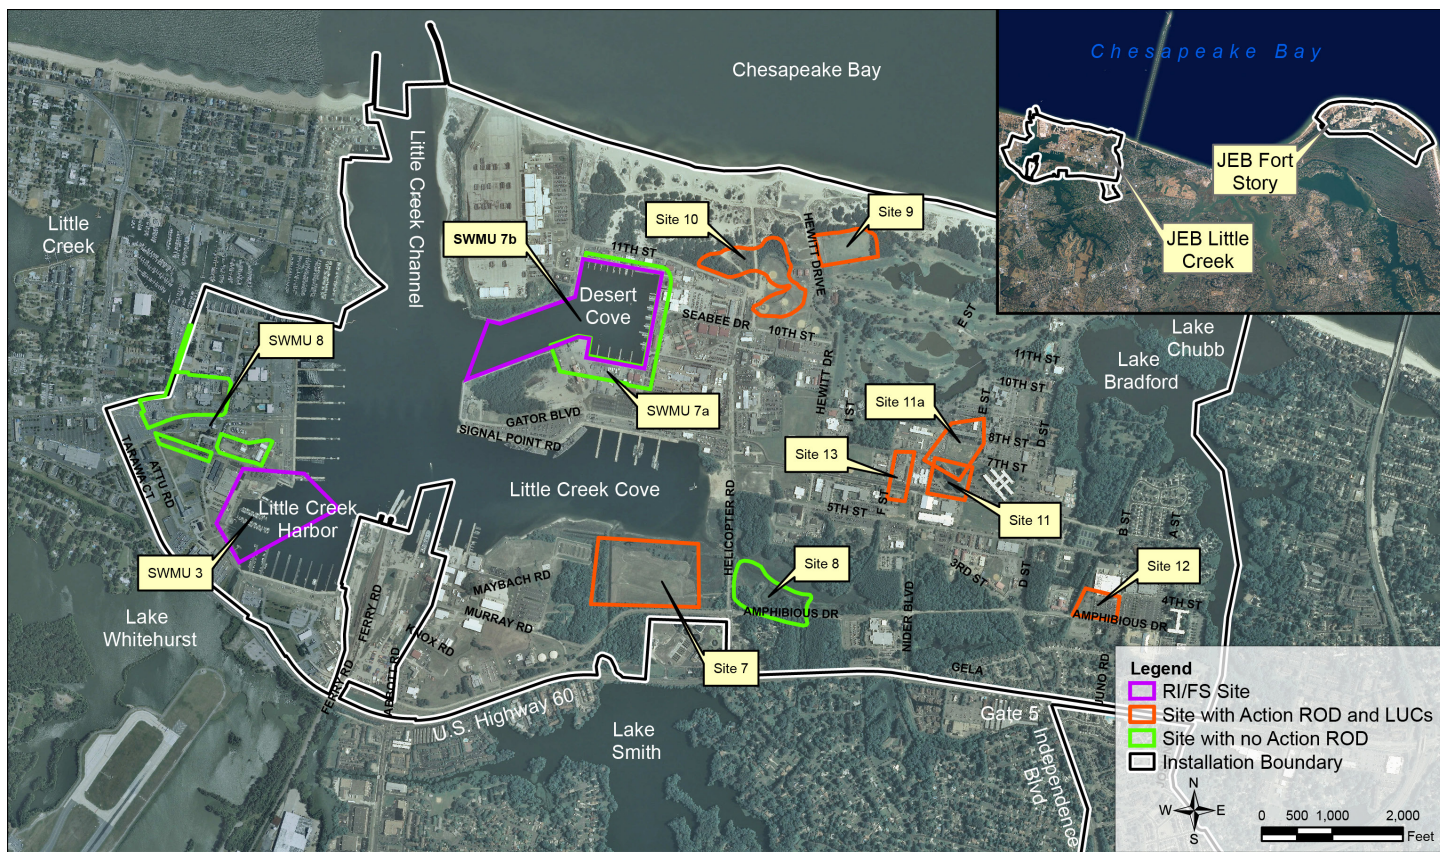 Chesapeake Bay
Chesapeake Bay
JEB Fort
Story
JEB Little
Creek
Little
Creek
Little Creek Channel
SWMU 7b
Site 10
Site 9
11TH ST
HEWITT DRIVE
Desert
Cove
SEABEE DR
10TH ST
E ST
SWMU 8
Lake
Chubb
Lake
Bradford
11TH ST
10TH ST
HEWITT DR
I ST
E ST
D ST
SWMU 7a
Site 11a
GATOR BLVD
SIGNAL POINT RD
8TH ST
7TH ST
Site 13
TARAWA CT
ATTU RD
Little Creek Cove
HELICOPTER RD
F ST
5TH ST
Site 11
B ST
A ST
Little Creek
Harbor
SWMU 3
Site 8
3RD ST
D ST
Site 12
MAYBACH RD
4TH ST
AMPHIBIOUS DR
AMPHIBIOUS DR
Lake
Whitehurst
FERRY RD
MURRAY RD
KNOX RD
NIDER BLVD
Site 7
GELA
JUNO RD
FERRY RD
ABBOTT RD
U.S. Highway 60
Lake
Smith
Gate 5
Independence
Blvd
Legend
RI/FS Site
Site with Action ROD and LUCs
Site with no Action ROD
Installation Boundary
N
W
E
S
0 500 1,000 2,000
Feet